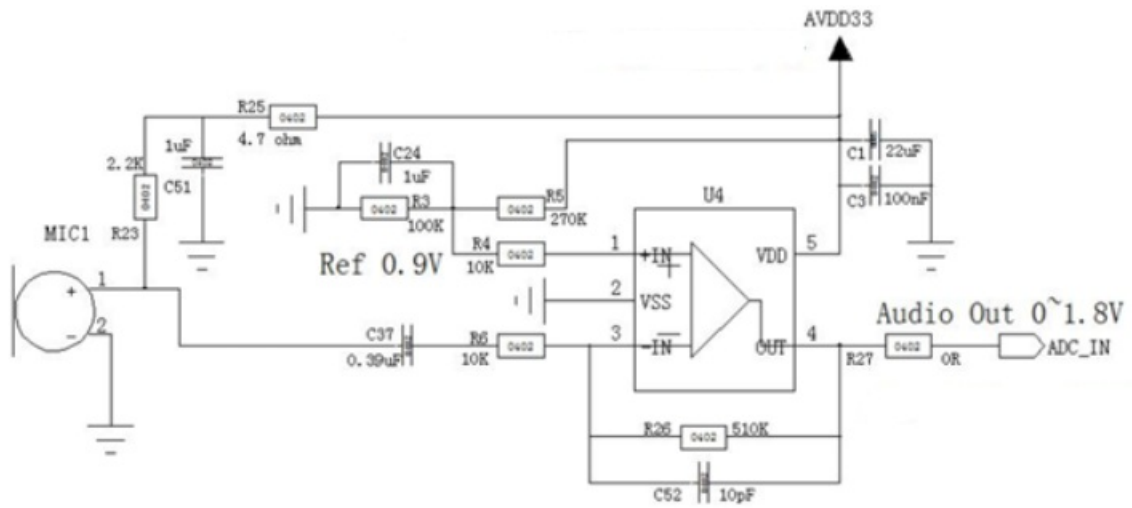 AVDD33
R25
0402
4.7 ohm
1uF
C51
2.2K
0402
R23
C24
1uF
0402
R3
100K
0402
R5
270K
C1
22uF
C3
100nF
U4
MIC1
Ref 0.9V
R4
0402
10K
1
+IN
+
VDD
5
2
VSS
1
+
-
2
C37
0.39uF
R6
0402
10K
3
-IN
-
OUT
4
Audio Out 0~1.8V
R27
0402
0R
ADC_IN
R26
0402
510K
C52
10pF